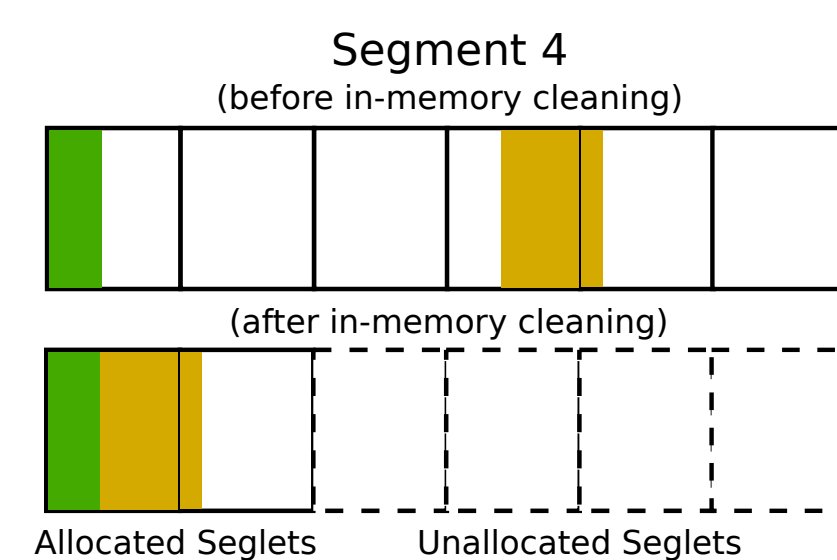 Segment 4
(before in-memory cleaning)
(after in-memory cleaning)
Allocated Seglets Unallocated Seglets